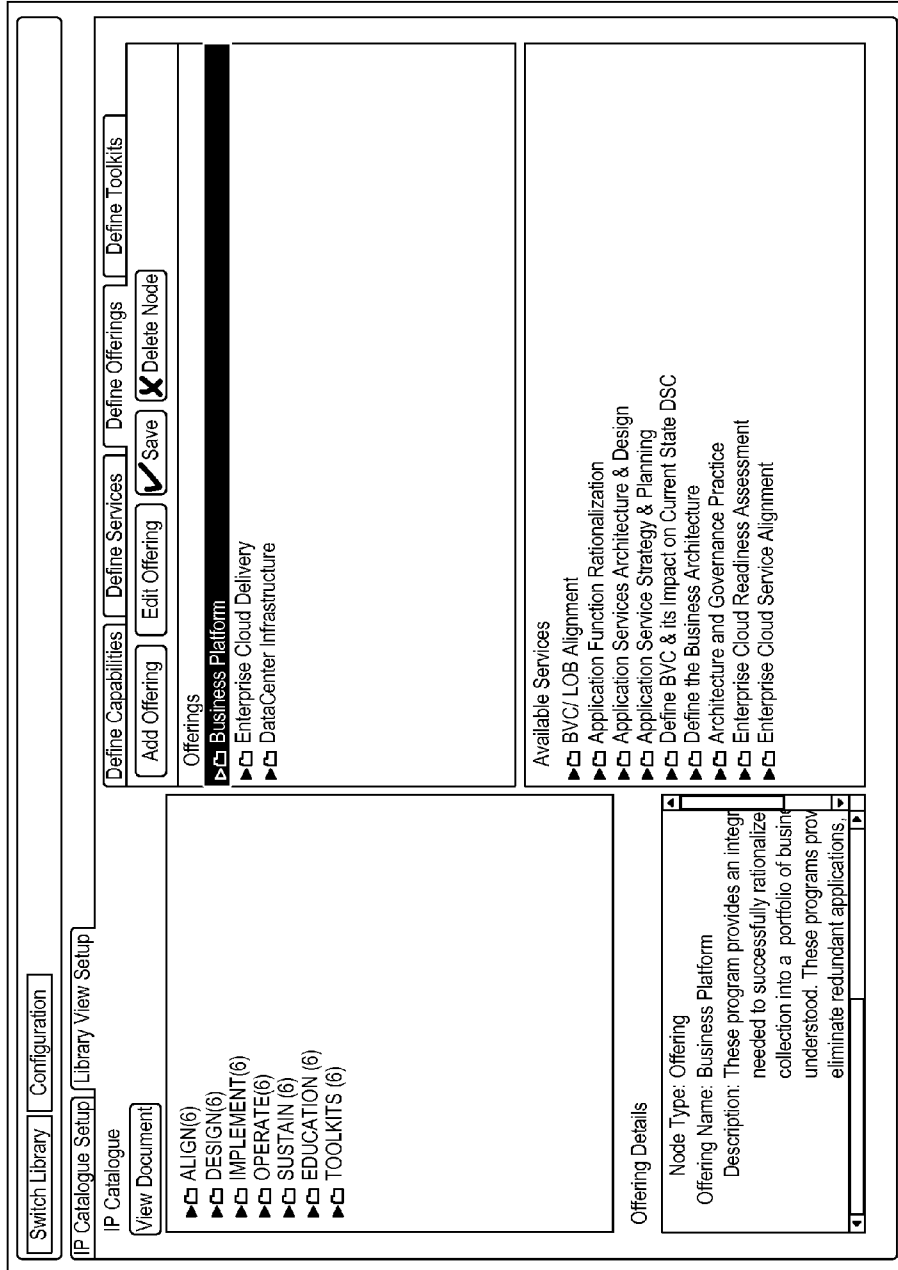 Switch Library Configuration
IP Catalogue Setup Library View Setup
IP Catalogue
View Document
ALIGN(6)
DESIGN(6)
IMPLEMENT(6)
OPERATE(6)
SUSTAIN (6)
EDUCATION (6)
TOOLKITS (6)
Offering Details
Node Type: Offering
Offering Name: Business Platform
Description: These program provides an integr
needed to successfully rationalize
collection into a portfolio of busine
understood. These programs prov
eliminate redundant applications,
Define Capabilities Define Services Define Offerings Define Toolkits
Add Offering Edit Offering Save Delete Node
Offerings
Business Platform
Enterprise Cloud Delivery
DataCenter Infrastructure
Available Services
BVC/ LOB Alignment
Application Function Rationalization
Application Services Architecture & Design
Application Service Strategy & Planning
Define BVC & its Impact on Current State DSC
Define the Business Architecture
Architecture and Governance Practice
Enterprise Cloud Readiness Assessment
Enterprise Cloud Service Alignment